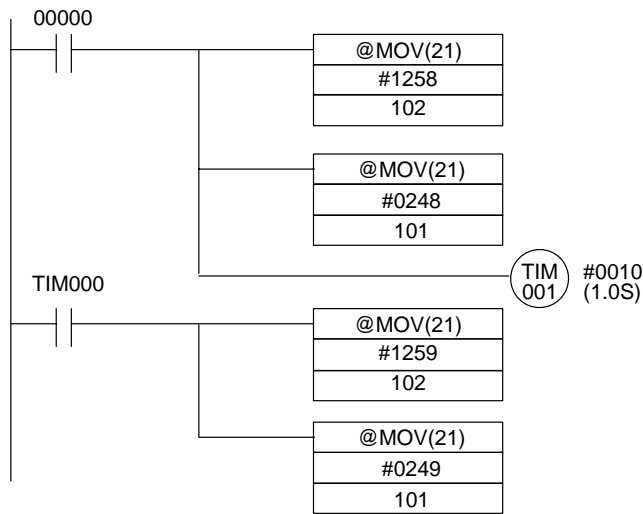 00000
@MOV(21)
#1258
102
@MOV(21)
#0248
101
TIM
001
#0010
(1.0S)
TIM000
@MOV(21)
#1259
102
@MOV(21)
#0249
101